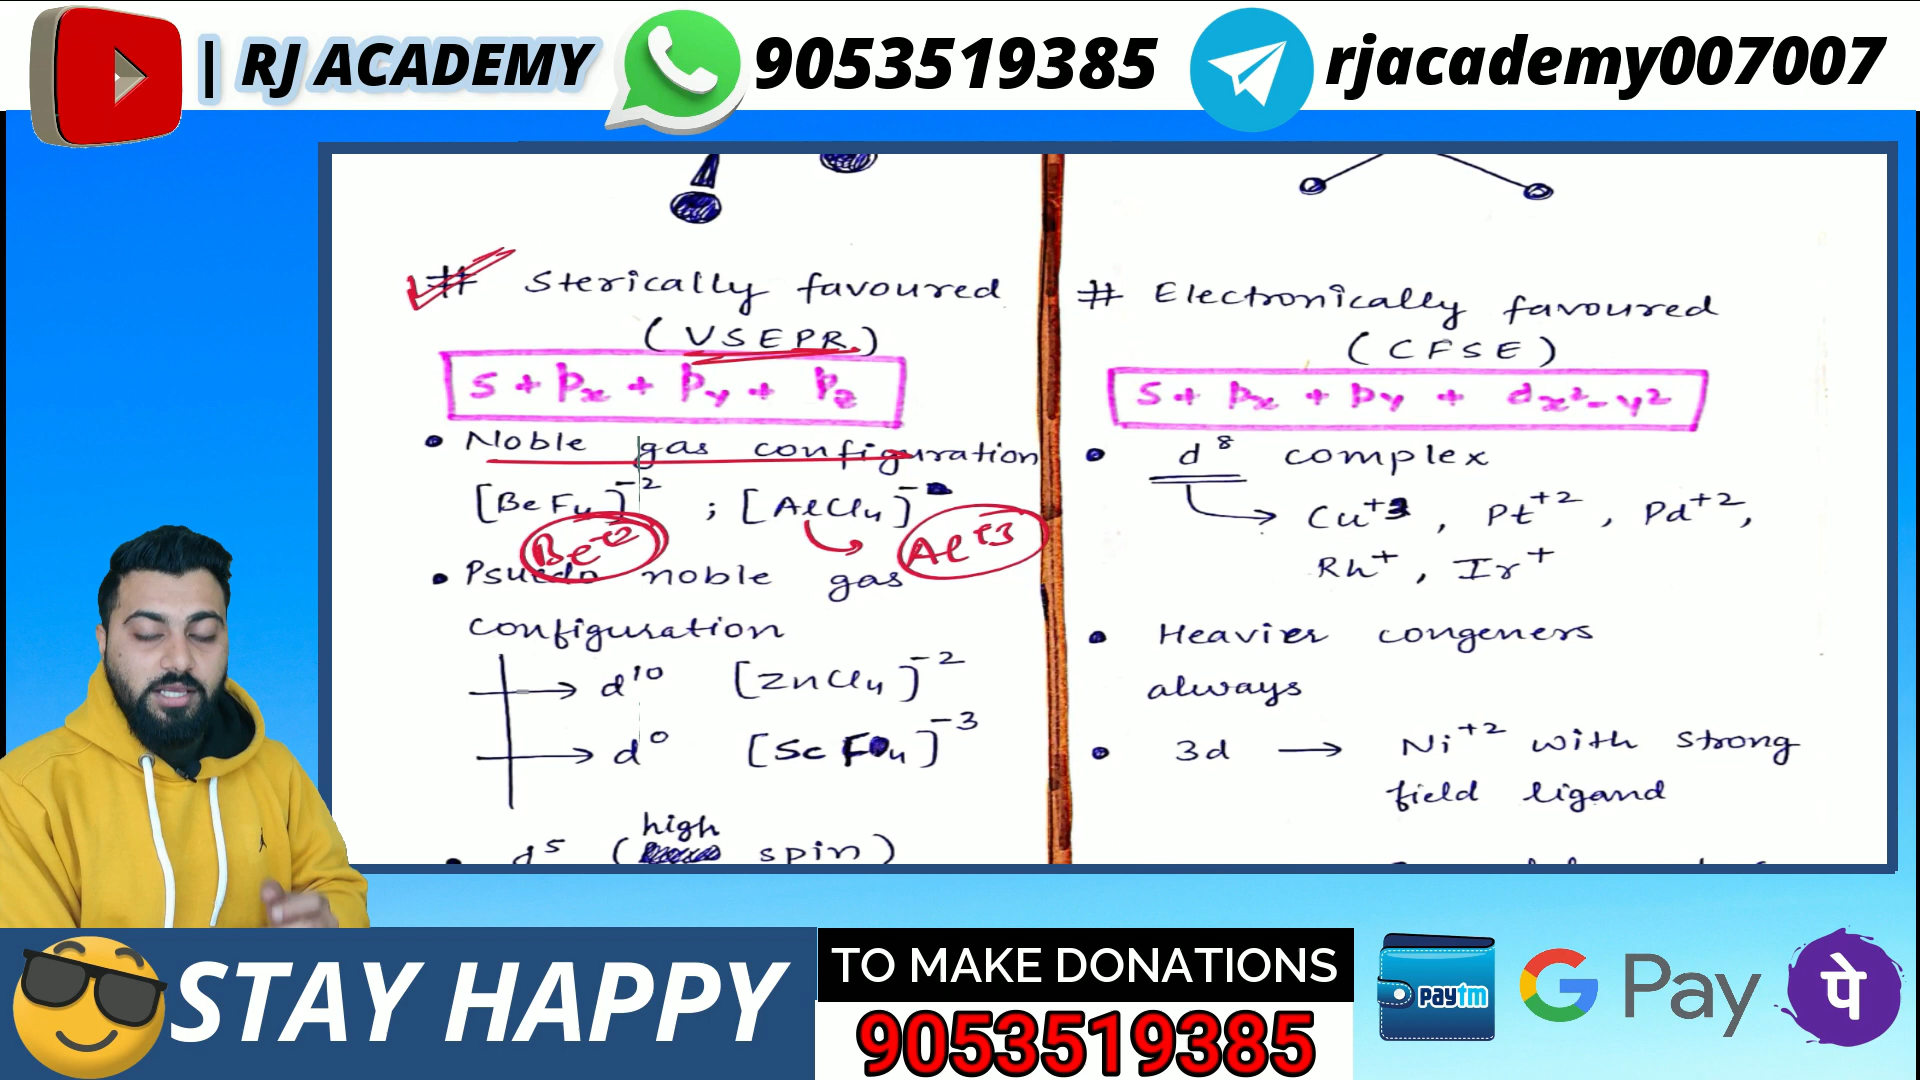 | RJ ACADEMY
9053519385
rjacademy007007
# Sterically favoured
(VSEPR)
s + px + py + pz
• Noble gas configuration
[BeF4]-2 ; [AlCl4]-
Be+2
Al+3
• Psuedo noble gas
configuration
→ d10 [ZnCl4]-2
→ d0 [ScF4]-3
• d5 (high spin)
# Electronically favoured
(CFSE)
s + px + py + dx2-y2
• d8 complex
Cu+3, Pt+2, Pd+2,
Rh+, Ir+
• Heavier congeners
always
• 3d → Ni+2 with strong
field ligand
STAY HAPPY
TO MAKE DONATIONS
9053519385
paytm
G Pay
पे